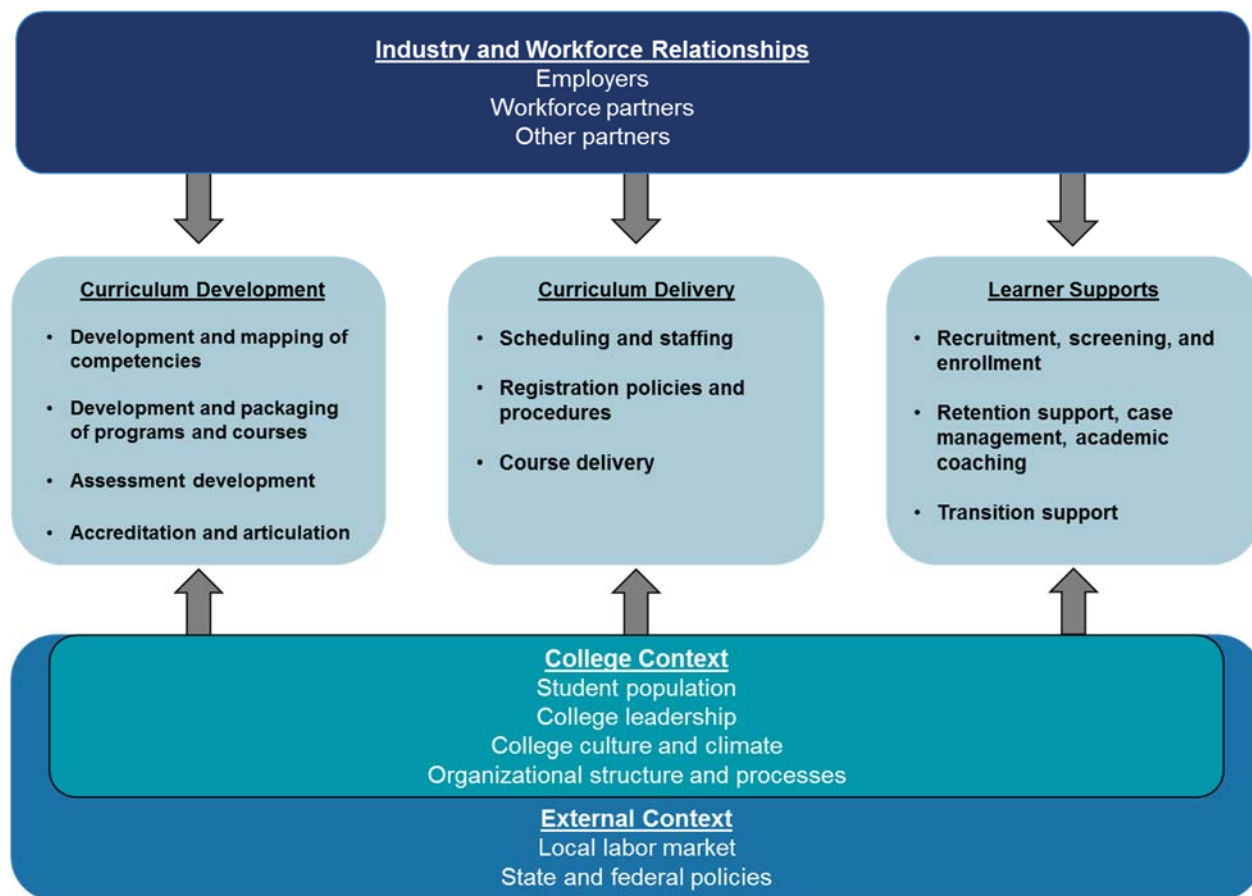 Industry and Workforce Relationships
Employers
Workforce partners
Other partners
Curriculum Development
• Development and mapping of
competencies
• Development and packaging
of programs and courses
• Assessment development
• Accreditation and articulation
Curriculum Delivery
• Scheduling and staffing
• Registration policies and
procedures
• Course delivery
Learner Supports
• Recruitment, screening, and
enrollment
• Retention support, case
management, academic
coaching
• Transition support
College Context
Student population
College leadership
College culture and climate
Organizational structure and processes
External Context
Local labor market
State and federal policies